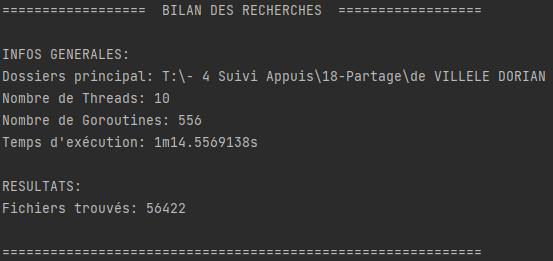 ================== BILAN DES RECHERCHES ==================
INFOS GENERALES:
Dossiers principal: T:\- 4 Suivi Appuis\18-Partage\de VILLELE DORIAN
Nombre de Threads: 10
Nombre de Goroutines: 556
Temps d'exécution: 1m14.5569138s
RESULTATS:
Fichiers trouvés: 56422
============================================================